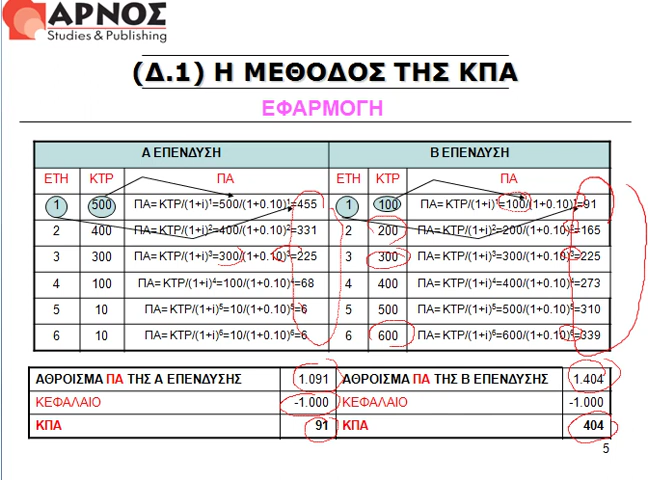 ΑΡΝΟΣ
Studies & Publishing
(Δ.1) Η ΜΕΘΟΔΟΣ ΤΗΣ ΚΠΑ
ΕΦΑΡΜΟΓΗ
Α ΕΠΕΝΔΥΣΗ Β ΕΠΕΝΔΥΣΗ
ΕΤΗ ΚΤΡ ΠΑ ΕΤΗ ΚΤΡ ΠΑ
1 500 ΠΑ= ΚΤΡ/(1+i)¹=500/(1+0.10)¹=455 1 100 ΠΑ= ΚΤΡ/(1+i)¹=100/(1+0.10)¹=91
2 400 ΠΑ=ΚΤΡ/(1+i)²=400/(1+0.10)²=331 2 200 ΠΑ=ΚΤΡ/(1+i)²=200/(1+0.10)²=165
3 300 ΠΑ=ΚΤΡ/(1+i)³=300/(1+0.10)³=225 3 300 ΠΑ=ΚΤΡ/(1+i)³=300/(1+0.10)³=225
4 100 ΠΑ=ΚΤΡ/(1+i)⁴=100/(1+0.10)⁴=68 4 400 ΠΑ=ΚΤΡ/(1+i)⁴=400/(1+0.10)⁴=273
5 10 ΠΑ=ΚΤΡ/(1+i)⁵=10/(1+0.10)⁵=6 5 500 ΠΑ=ΚΤΡ/(1+i)⁵=500/(1+0.10)⁵=310
6 10 ΠΑ=ΚΤΡ/(1+i)⁶=10/(1+0.10)⁶=6 6 600 ΠΑ=ΚΤΡ/(1+i)⁶=600/(1+0.10)⁶=339
ΑΘΡΟΙΣΜΑ ΠΑ ΤΗΣ Α ΕΠΕΝΔΥΣΗΣ 1.091 ΑΘΡΟΙΣΜΑ ΠΑ ΤΗΣ Β ΕΠΕΝΔΥΣΗΣ 1.404
ΚΕΦΑΛΑΙΟ -1.000 ΚΕΦΑΛΑΙΟ -1.000
ΚΠΑ 91 ΚΠΑ 404
5